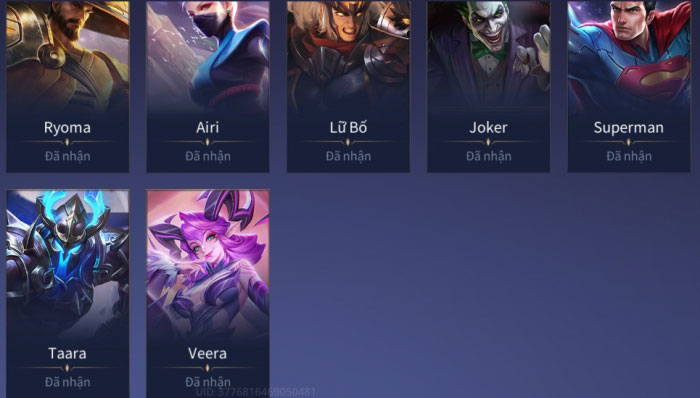 Ryoma
Airi
Lữ Bố
Joker
Superman
Đã nhận
Đã nhận
Đã nhận
Đã nhận
Đã nhận
Taara
Veera
Đã nhận
Đã nhận
UID: 3776816469050481